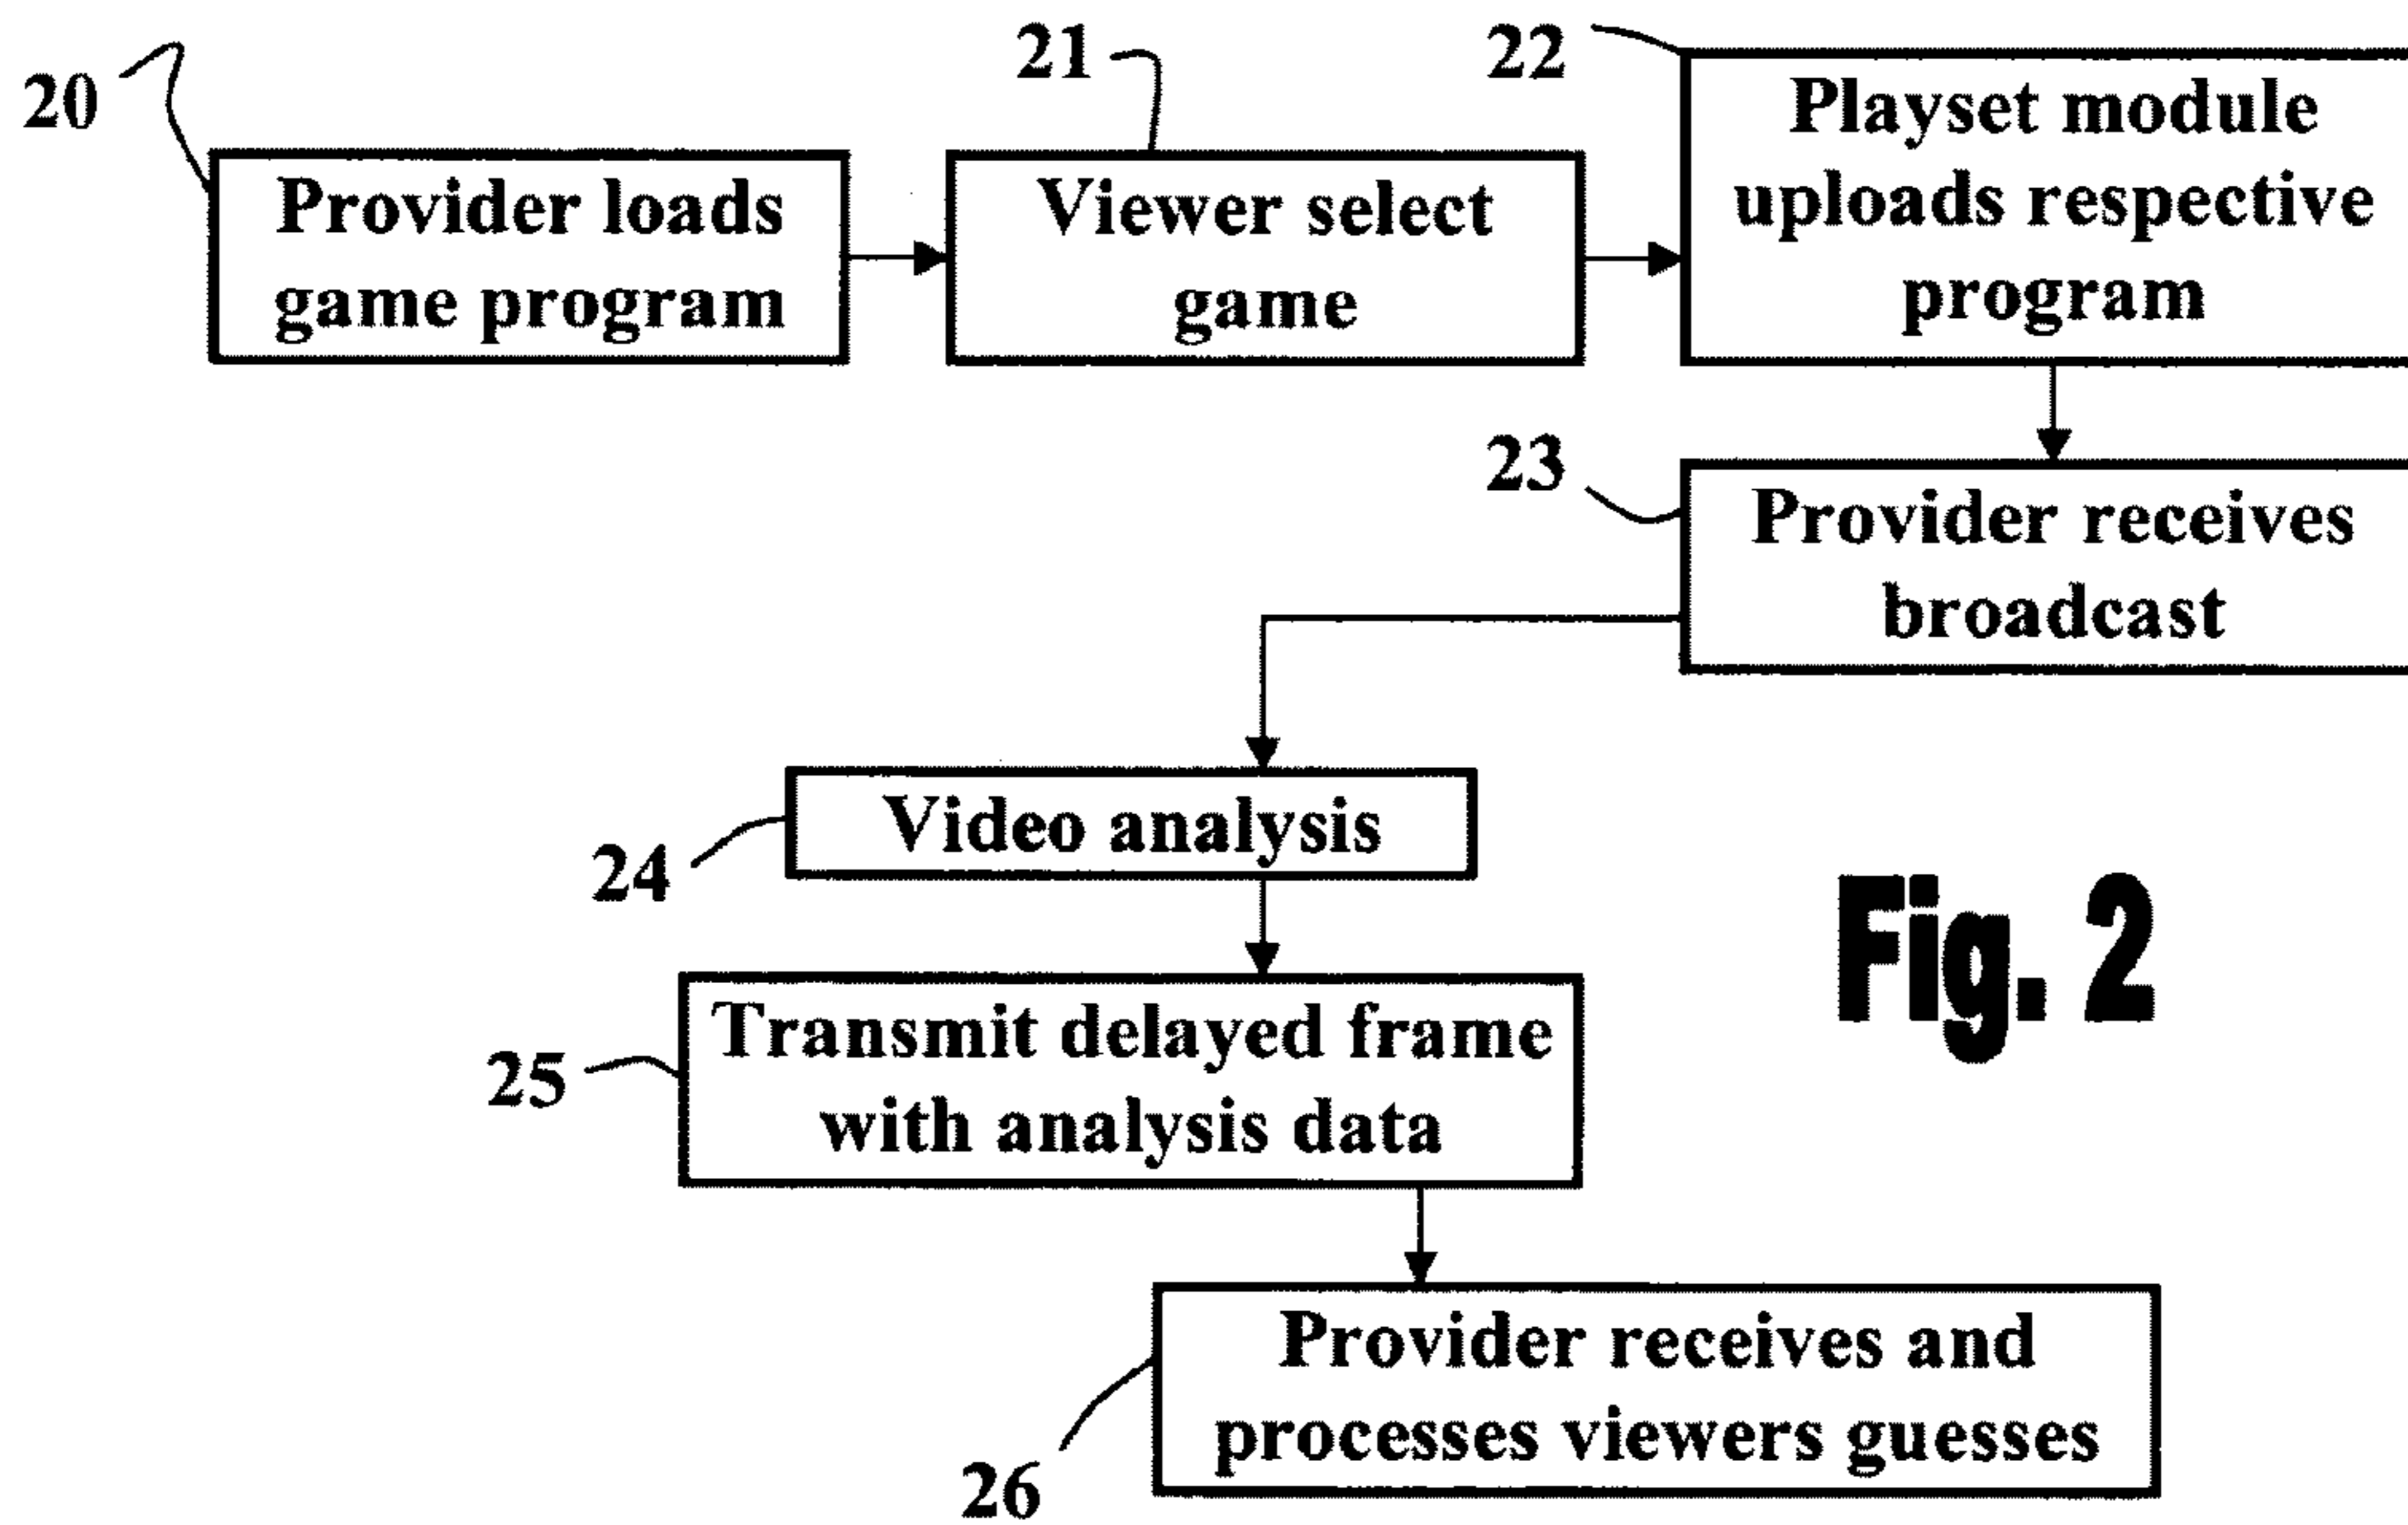 20
Provider loads
game program
21
Viewer select
game
22
Playset module
uploads respective
program
23
Provider receives
broadcast
24
Video analysis
25
Transmit delayed frame
with analysis data
26
Provider receives and
processes viewers guesses
Fig. 2